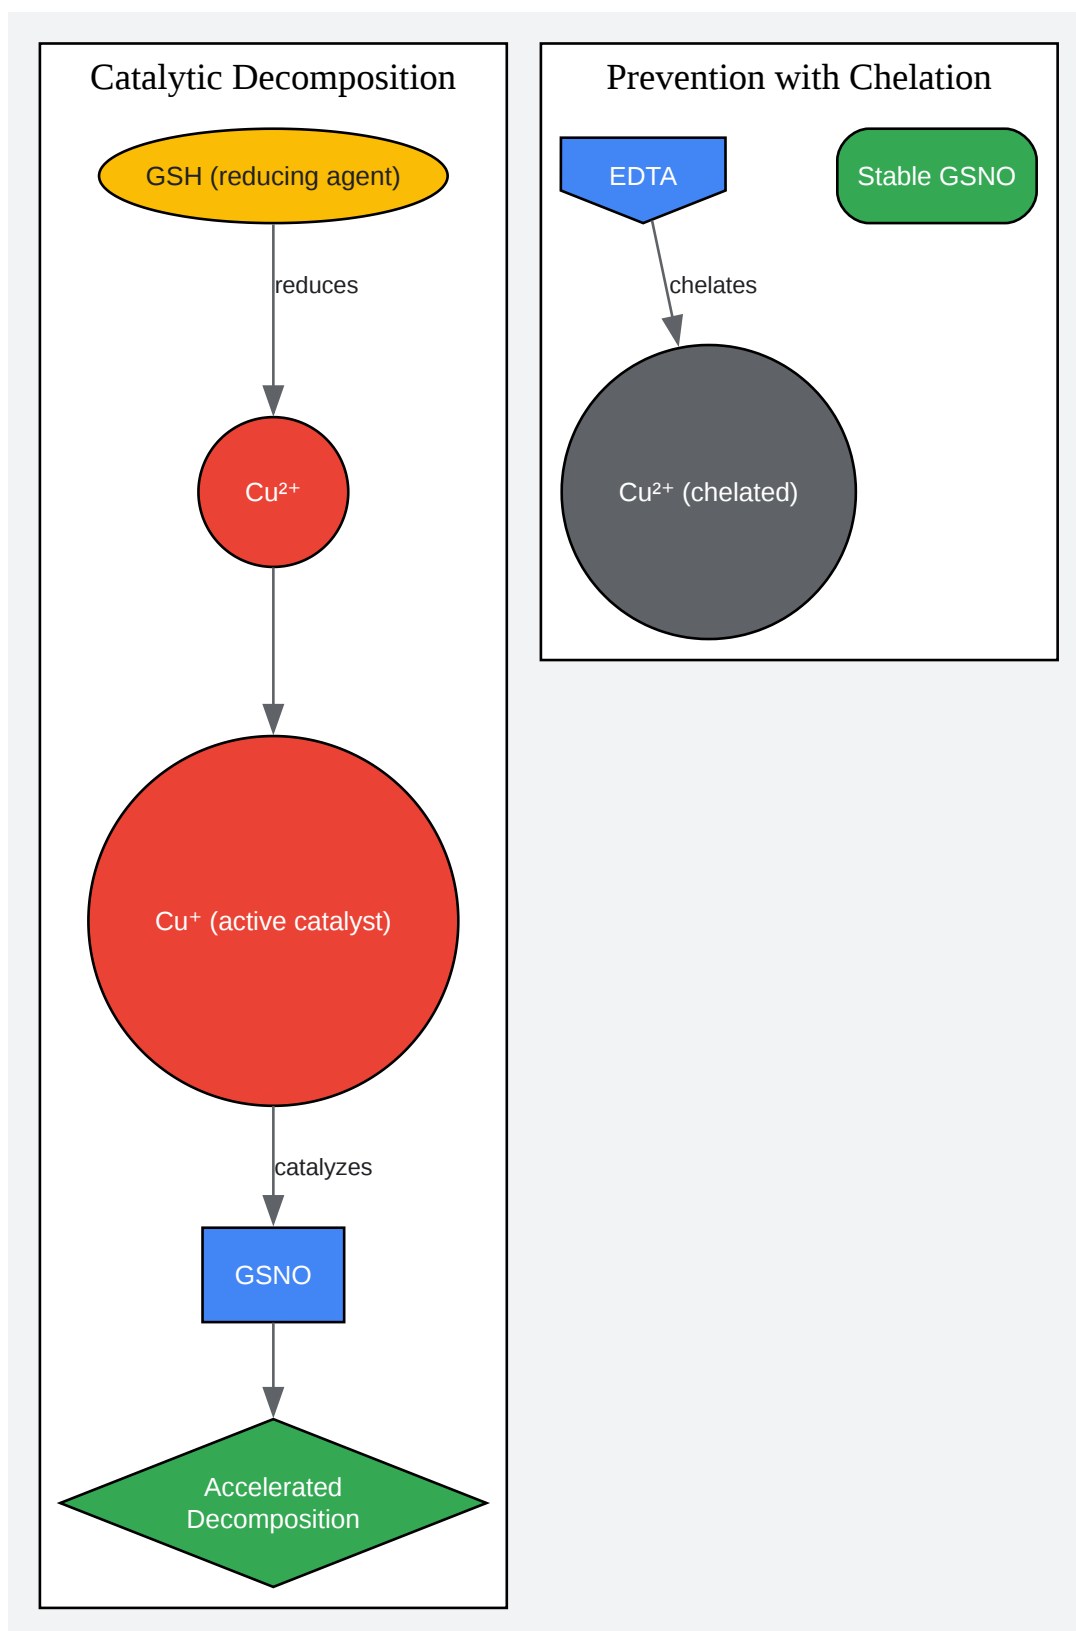 Catalytic Decomposition
GSH (reducing agent)
reduces
Cu²⁺
Cu⁺ (active catalyst)
catalyzes
GSNO
Accelerated
Decomposition
Prevention with Chelation
EDTA
Stable GSNO
chelates
Cu²⁺ (chelated)